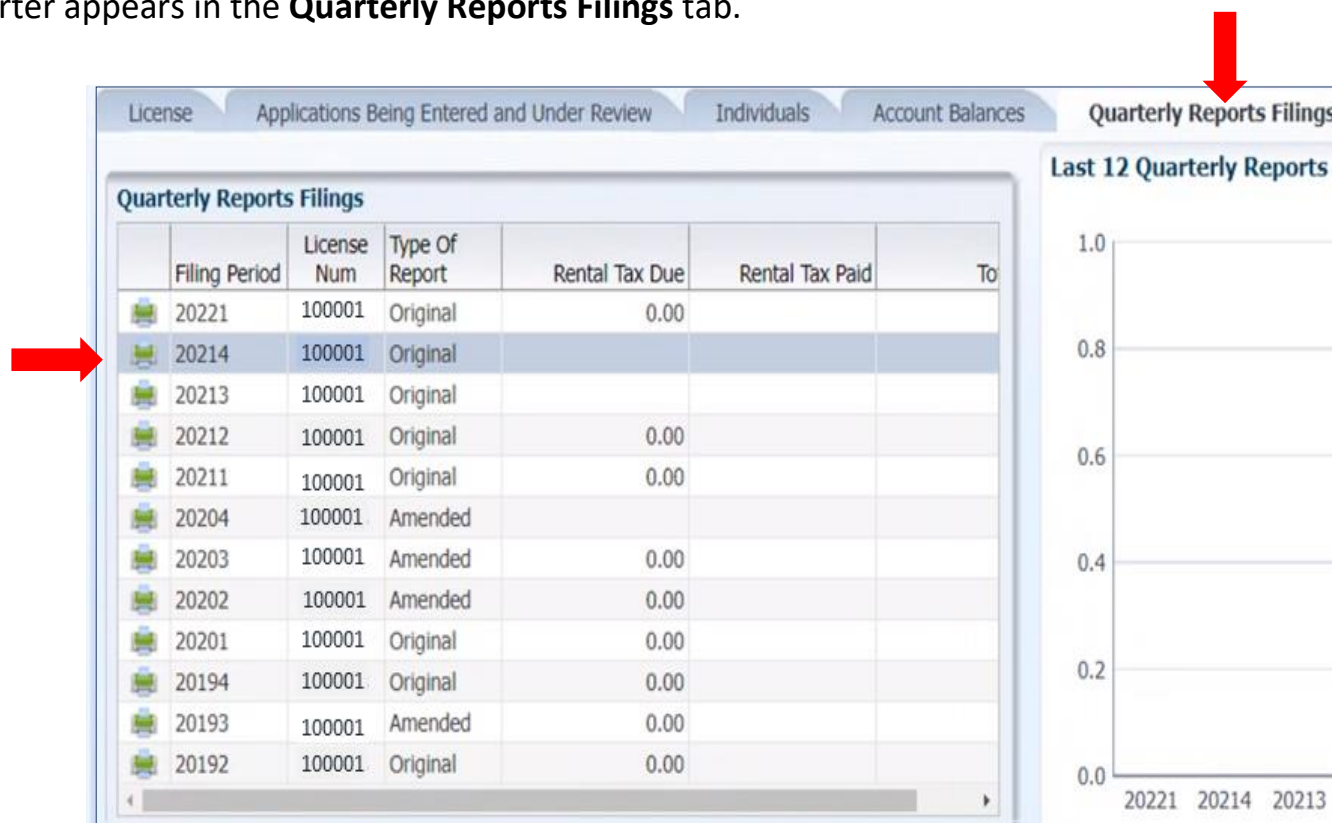 rter appears in the Quarterly Reports Filings tab.
License Applications Being Entered and Under Review Individuals Account Balances Quarterly Reports Filings
Quarterly Reports Filings
Filing Period License Num Type Of Report Rental Tax Due Rental Tax Paid To
20221 100001 Original 0.00
20214 100001 Original
20213 100001 Original
20212 100001 Original 0.00
20211 100001 Original 0.00
20204 100001 Amended
20203 100001 Amended 0.00
20202 100001 Amended 0.00
20201 100001 Original 0.00
20194 100001 Original 0.00
20193 100001 Amended 0.00
20192 100001 Original 0.00
Last 12 Quarterly Reports
1.0
0.8
0.6
0.4
0.2
0.0
20221 20214 20213